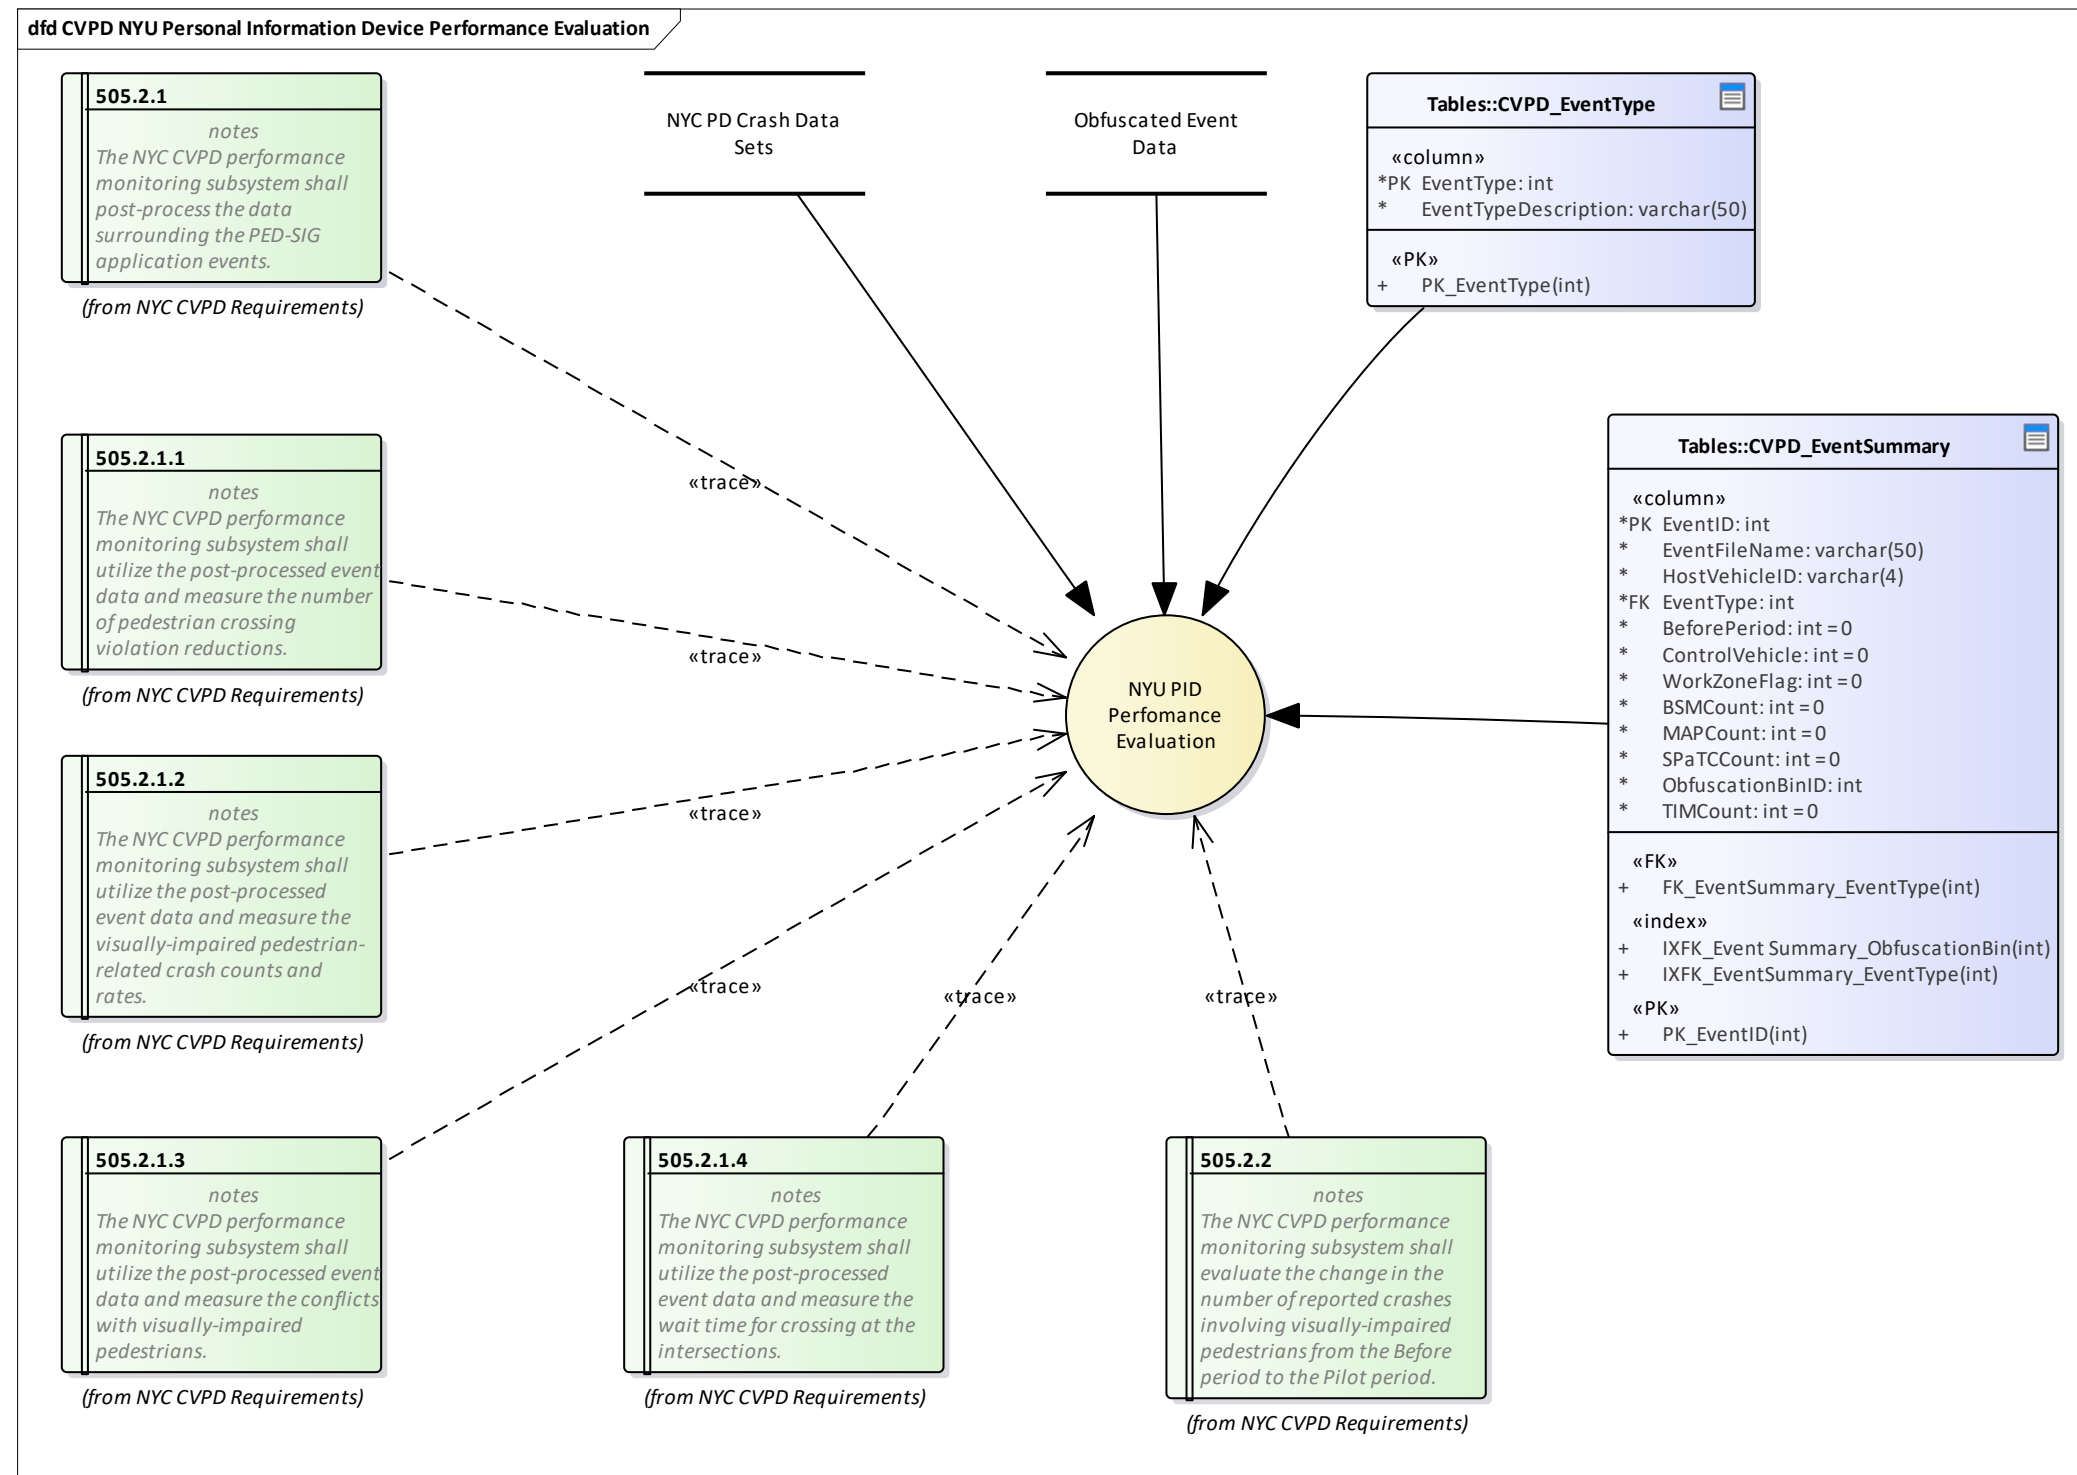 dfd CVPD NYU Personal Information Device Performance Evaluation
505.2.1
notes
The NYC CVPD performance
monitoring subsystem shall
post-process the data
surrounding the PED-SIG
application events.
(from NYC CVPD Requirements)
NYC PD Crash Data
Sets
Obfuscated Event
Data
Tables::CVPD_EventType
«column»
*PK EventType: int
* EventTypeDescription: varchar(50)
«PK»
+ PK_EventType(int)
505.2.1.1
notes
The NYC CVPD performance
monitoring subsystem shall
utilize the post-processed event
data and measure the number
of pedestrian crossing
violation reductions.
(from NYC CVPD Requirements)
«trace»
«trace»
Tables::CVPD_EventSummary
«column»
*PK EventID: int
* EventFileName: varchar(50)
* HostVehicleID: varchar(4)
*FK EventType: int
* BeforePeriod: int = 0
* ControlVehicle: int = 0
* WorkZoneFlag: int = 0
* BSMCount: int = 0
* MAPCount: int = 0
* SPaTCCount: int = 0
* ObfuscationBinID: int
* TIMCount: int = 0
«FK»
+ FK_EventSummary_EventType(int)
«index»
+ IXFK_Event Summary_ObfuscationBin(int)
+ IXFK_EventSummary_EventType(int)
«PK»
+ PK_EventID(int)
NYU PID
Perfomance
Evaluation
505.2.1.2
notes
The NYC CVPD performance
monitoring subsystem shall
utilize the post-processed
event data and measure the
visually-impaired pedestrian-
related crash counts and
rates.
(from NYC CVPD Requirements)
«trace»
«trace»
«trace»
«trace»
505.2.1.3
notes
The NYC CVPD performance
monitoring subsystem shall
utilize the post-processed event
data and measure the conflicts
with visually-impaired
pedestrians.
(from NYC CVPD Requirements)
505.2.1.4
notes
The NYC CVPD performance
monitoring subsystem shall
utilize the post-processed
event data and measure the
wait time for crossing at the
intersections.
(from NYC CVPD Requirements)
505.2.2
notes
The NYC CVPD performance
monitoring subsystem shall
evaluate the change in the
number of reported crashes
involving visually-impaired
pedestrians from the Before
period to the Pilot period.
(from NYC CVPD Requirements)